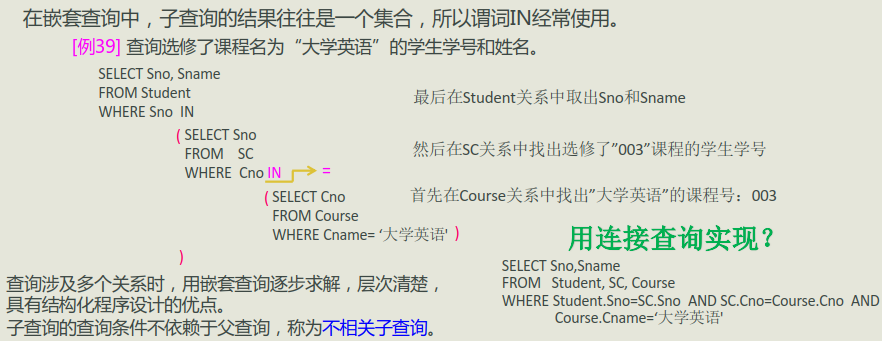 在嵌套查询中，子查询的结果往往是一个集合，所以谓词IN经常使用。
[例39] 查询选修了课程名为“大学英语”的学生学号和姓名。
SELECT Sno, Sname
FROM Student
WHERE Sno IN
最后在Student关系中取出Sno和Sname
( SELECT Sno
FROM SC
WHERE Cno IN =
然后在SC关系中找出选修了”003”课程的学生学号
( SELECT Cno
FROM Course
WHERE Cname= ‘大学英语' )
)
首先在Course关系中找出”大学英语”的课程号：003
用连接查询实现？
SELECT Sno,Sname
FROM Student, SC, Course
WHERE Student.Sno=SC.Sno AND SC.Cno=Course.Cno AND
Course.Cname=‘大学英语'
查询涉及多个关系时，用嵌套查询逐步求解，层次清楚，
具有结构化程序设计的优点。
子查询的查询条件不依赖于父查询，称为不相关子查询。